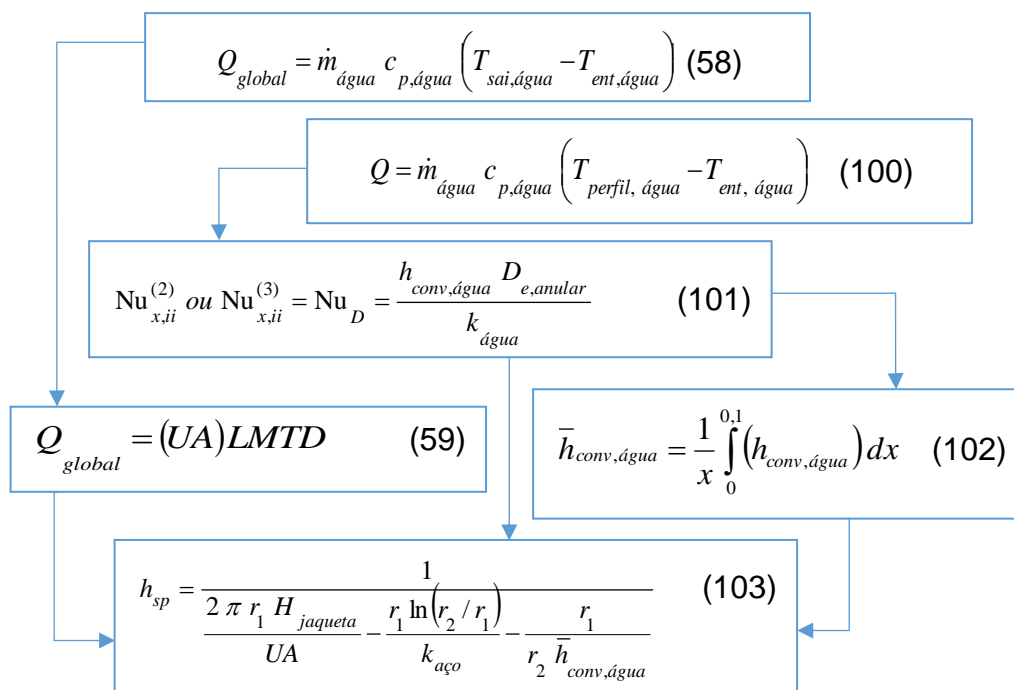 Q_global = ṁ_água c_p,água (T_sai,água − T_ent,água) (58)
Q = ṁ_água c_p,água (T_perfil, água − T_ent, água) (100)
Nu_x,ii^(2) ou Nu_x,ii^(3) = Nu_D = h_conv,água D_e,anular / k_água (101)
Q_global = (UA)LMTD (59)
h̅_conv,água = 1/x ∫_0^0,1 (h_conv,água) dx (102)
h_sp = 1 / (2 π r_1 H_jaqueta / UA − r_1 ln(r_2 / r_1) / k_aço − r_1 / r_2 h̅_conv,água) (103)